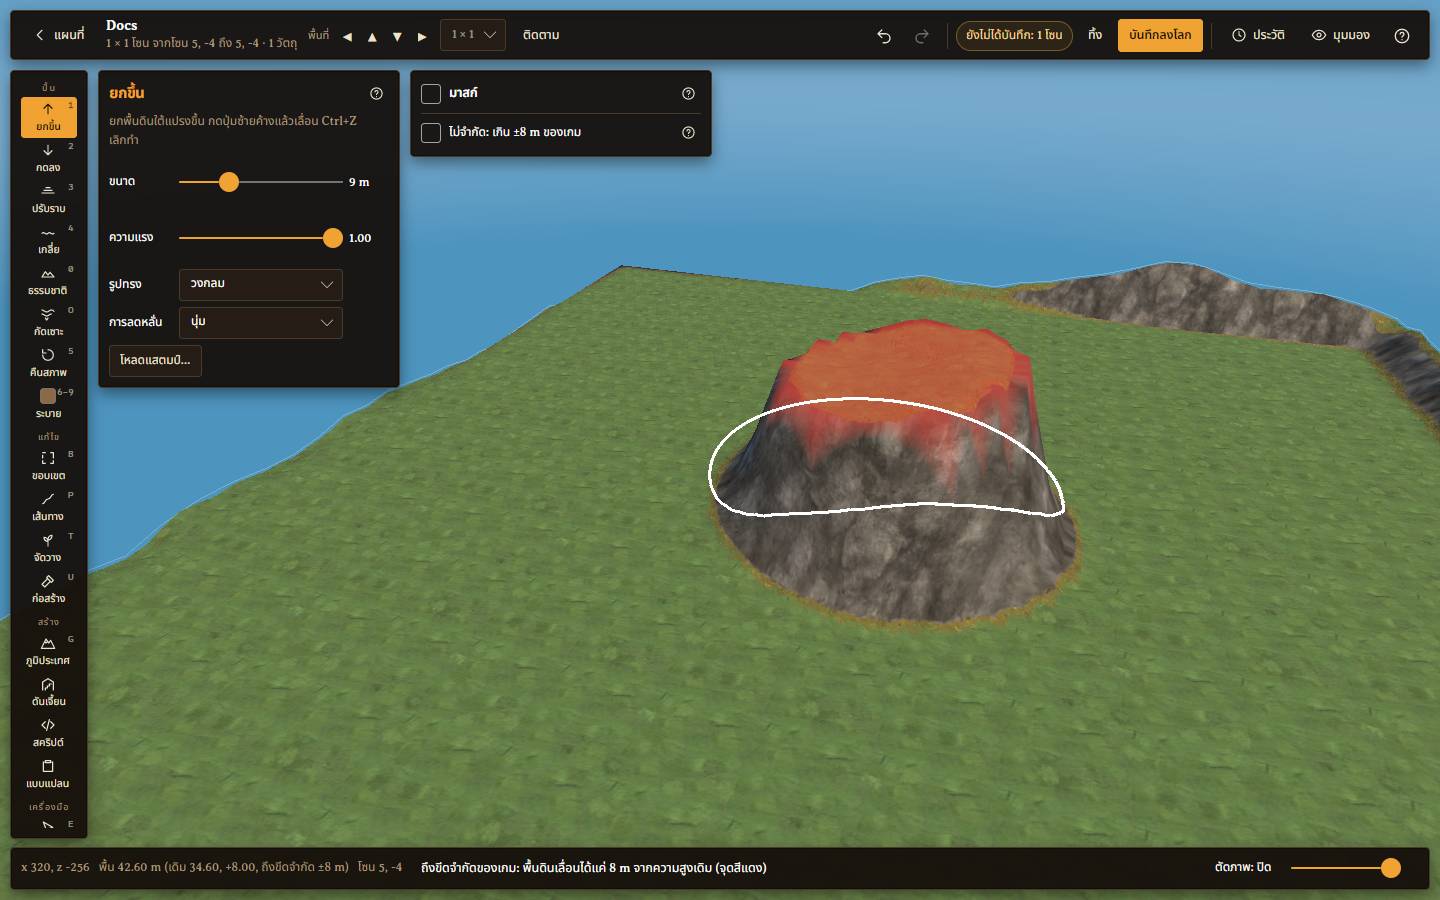 แผนที่
Docs
1 × 1 โซน จากโซน 5, -4 ถึง 5, -4 · 1 วัตถุ
พื้นที่
◀ ▲ ▼ ▶
1 × 1
ติดตาม
ยังไม่ได้บันทึก: 1 โซน
ทิ้ง
บันทึกลงโลก
ประวัติ
มุมมอง
ปั้น
1
ยกขึ้น
2
กดลง
3
ปรับราบ
4
เกลี่ย
0
ธรรมชาติ
O
กัดเซาะ
5
คืนสภาพ
6–9
ระบาย
แก้ไข
B
ขอบเขต
P
เส้นทาง
T
จัดวาง
U
ก่อสร้าง
สร้าง
G
ภูมิประเทศ
ดันเจี้ยน
สคริปต์
แบบแปลน
เครื่องมือ
E
ยกขึ้น
ยกพื้นดินใต้แปรงขึ้น กดปุ่มซ้ายค้างแล้วเลื่อน Ctrl+Z
เลิกทำ
ขนาด 9 m
ความแรง 1.00
รูปทรง วงกลม
การลดหลั่น นุ่ม
โหลดแสตมป์...
มาสก์
ไม่จำกัด: เกิน ±8 m ของเกม
x 320, z -256 พื้น 42.60 m (เดิม 34.60, +8.00, ถึงขีดจำกัด ±8 m) โซน 5, -4
ถึงขีดจำกัดของเกม: พื้นดินเลื่อนได้แค่ 8 m จากความสูงเดิม (จุดสีแดง)
ตัดภาพ: ปิด